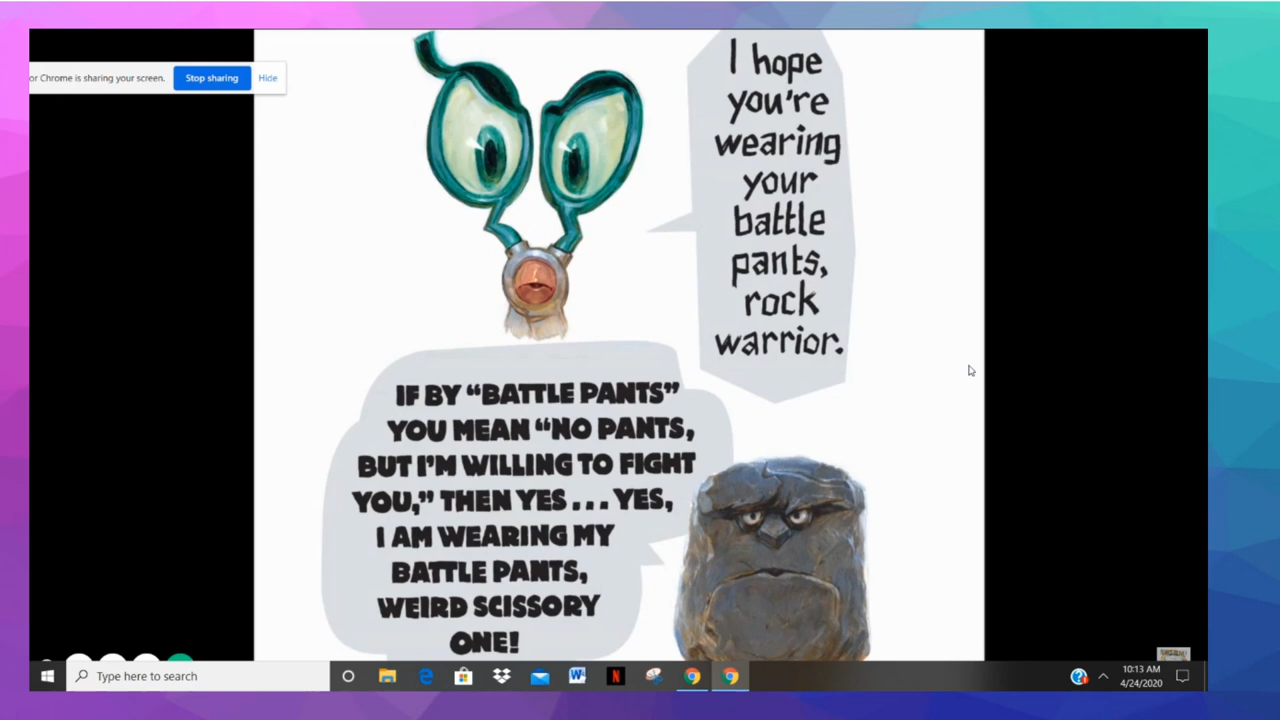 or Chrome is sharing your screen.
Stop sharing
Hide
I hope
you're
wearing
your
battle
pants,
rock
warrior.
IF BY “BATTLE PANTS”
YOU MEAN “NO PANTS,
BUT I'M WILLING TO FIGHT
YOU,” THEN YES . . . YES,
I AM WEARING MY
BATTLE PANTS,
WEIRD SCISSORY
ONE!
Type here to search
10:13 AM
4/24/2020